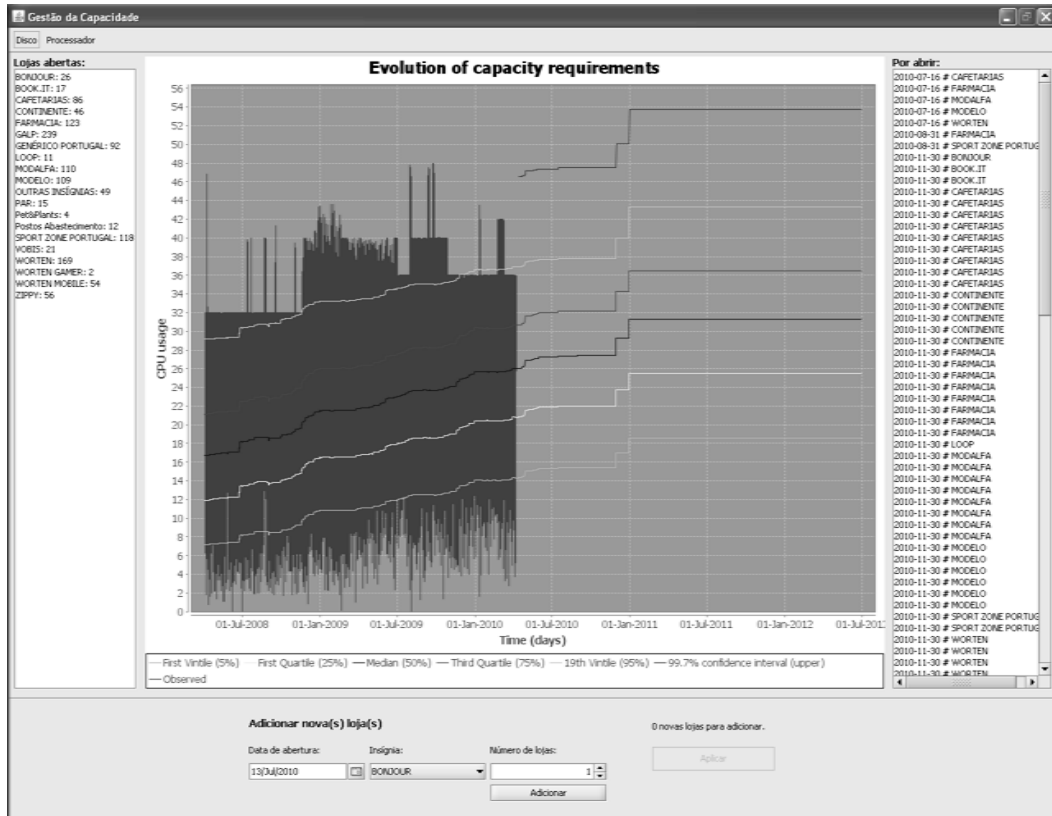 Gestão da Capacidade
Disco Processador
Lojas abertas:
BONJOUR: 26
BOOK.IT: 17
CAFETARIAS: 86
CONTINENTE: 46
FARMACIA: 123
GALP: 239
GENÉRICO PORTUGAL: 92
LOOP: 11
MODALFA: 110
MODELO: 109
OUTRAS INSÍGNIAS: 49
PAR: 15
Pet&Plants: 4
Postos Abastecimento: 12
SPORT ZONE PORTUGAL: 118
VOBIS: 21
WORTEN: 169
WORTEN GAMER: 2
WORTEN MOBILE: 54
ZIPPY: 56
Evolution of capacity requirements
CPU usage
56
54
52
50
48
46
44
42
40
38
36
34
32
30
28
26
24
22
20
18
16
14
12
10
8
6
4
2
0
01-Jul-2008 01-Jan-2009 01-Jul-2009 01-Jan-2010 01-Jul-2010 01-Jan-2011 01-Jul-2011 01-Jan-2012 01-Jul-201
Time (days)
First Vintile (5%) First Quartile (25%) Median (50%) Third Quartile (75%) 19th Vintile (95%) 99.7% confidence interval (upper)
Observed
Por abrir:
2010-07-16 # CAFETARIAS
2010-07-16 # FARMACIA
2010-07-16 # MODALFA
2010-07-16 # MODELO
2010-07-16 # WORTEN
2010-08-31 # FARMACIA
2010-08-31 # SPORT ZONE PORTUG
2010-11-30 # BONJOUR
2010-11-30 # BOOK.IT
2010-11-30 # BOOK.IT
2010-11-30 # CAFETARIAS
2010-11-30 # CAFETARIAS
2010-11-30 # CAFETARIAS
2010-11-30 # CAFETARIAS
2010-11-30 # CAFETARIAS
2010-11-30 # CAFETARIAS
2010-11-30 # CAFETARIAS
2010-11-30 # CAFETARIAS
2010-11-30 # CAFETARIAS
2010-11-30 # CONTINENTE
2010-11-30 # CONTINENTE
2010-11-30 # CONTINENTE
2010-11-30 # CONTINENTE
2010-11-30 # CONTINENTE
2010-11-30 # FARMACIA
2010-11-30 # FARMACIA
2010-11-30 # FARMACIA
2010-11-30 # FARMACIA
2010-11-30 # FARMACIA
2010-11-30 # FARMACIA
2010-11-30 # FARMACIA
2010-11-30 # FARMACIA
2010-11-30 # LOOP
2010-11-30 # MODALFA
2010-11-30 # MODALFA
2010-11-30 # MODALFA
2010-11-30 # MODALFA
2010-11-30 # MODALFA
2010-11-30 # MODALFA
2010-11-30 # MODALFA
2010-11-30 # MODALFA
2010-11-30 # MODELO
2010-11-30 # MODELO
2010-11-30 # MODELO
2010-11-30 # MODELO
2010-11-30 # MODELO
2010-11-30 # MODELO
2010-11-30 # SPORT ZONE PORTUG
2010-11-30 # SPORT ZONE PORTUG
2010-11-30 # WORTEN
2010-11-30 # WORTEN
2010-11-30 # WORTEN
2010-11-30 # WORTEN
Adicionar nova(s) loja(s)
Data de abertura: Insígnia: Número de lojas:
13/Jul/2010 BONJOUR 1
Adicionar
0 novas lojas para adicionar.
Aplicar